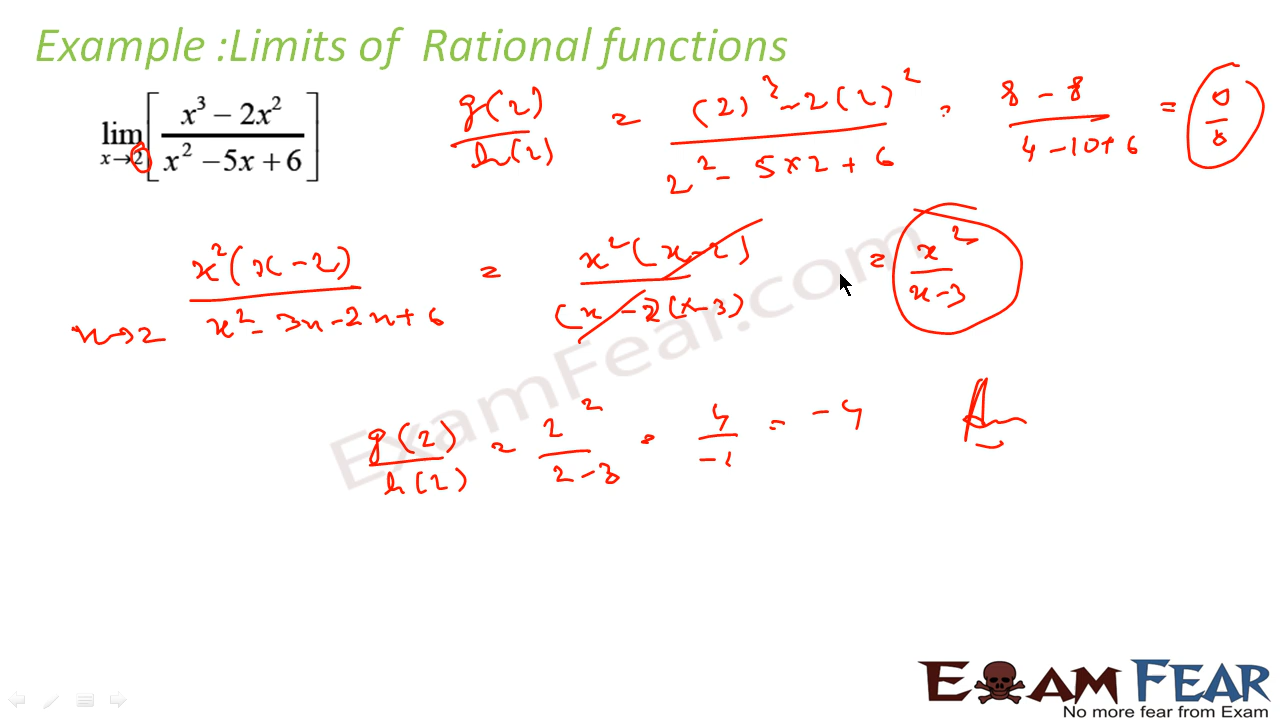 Example :Limits of Rational functions
lim x→2 [ (x³ − 2x²) / (x² − 5x + 6) ]
g(2) / h(2) = ((2)³ − 2(2)²) / (2² − 5×2 + 6) = (8 − 8) / (4 − 10 + 6) = 0/0
x→2 x²(x − 2) / (x² − 3x − 2x + 6) = x²(x − 2) / (x − 2(x − 3) = x² / (x − 3)
g(2) / h(2) = 2² / (2 − 3) = 4 / −1 = −4 Ans
ExamFear.com
EXAM FEAR
No more fear from Exam